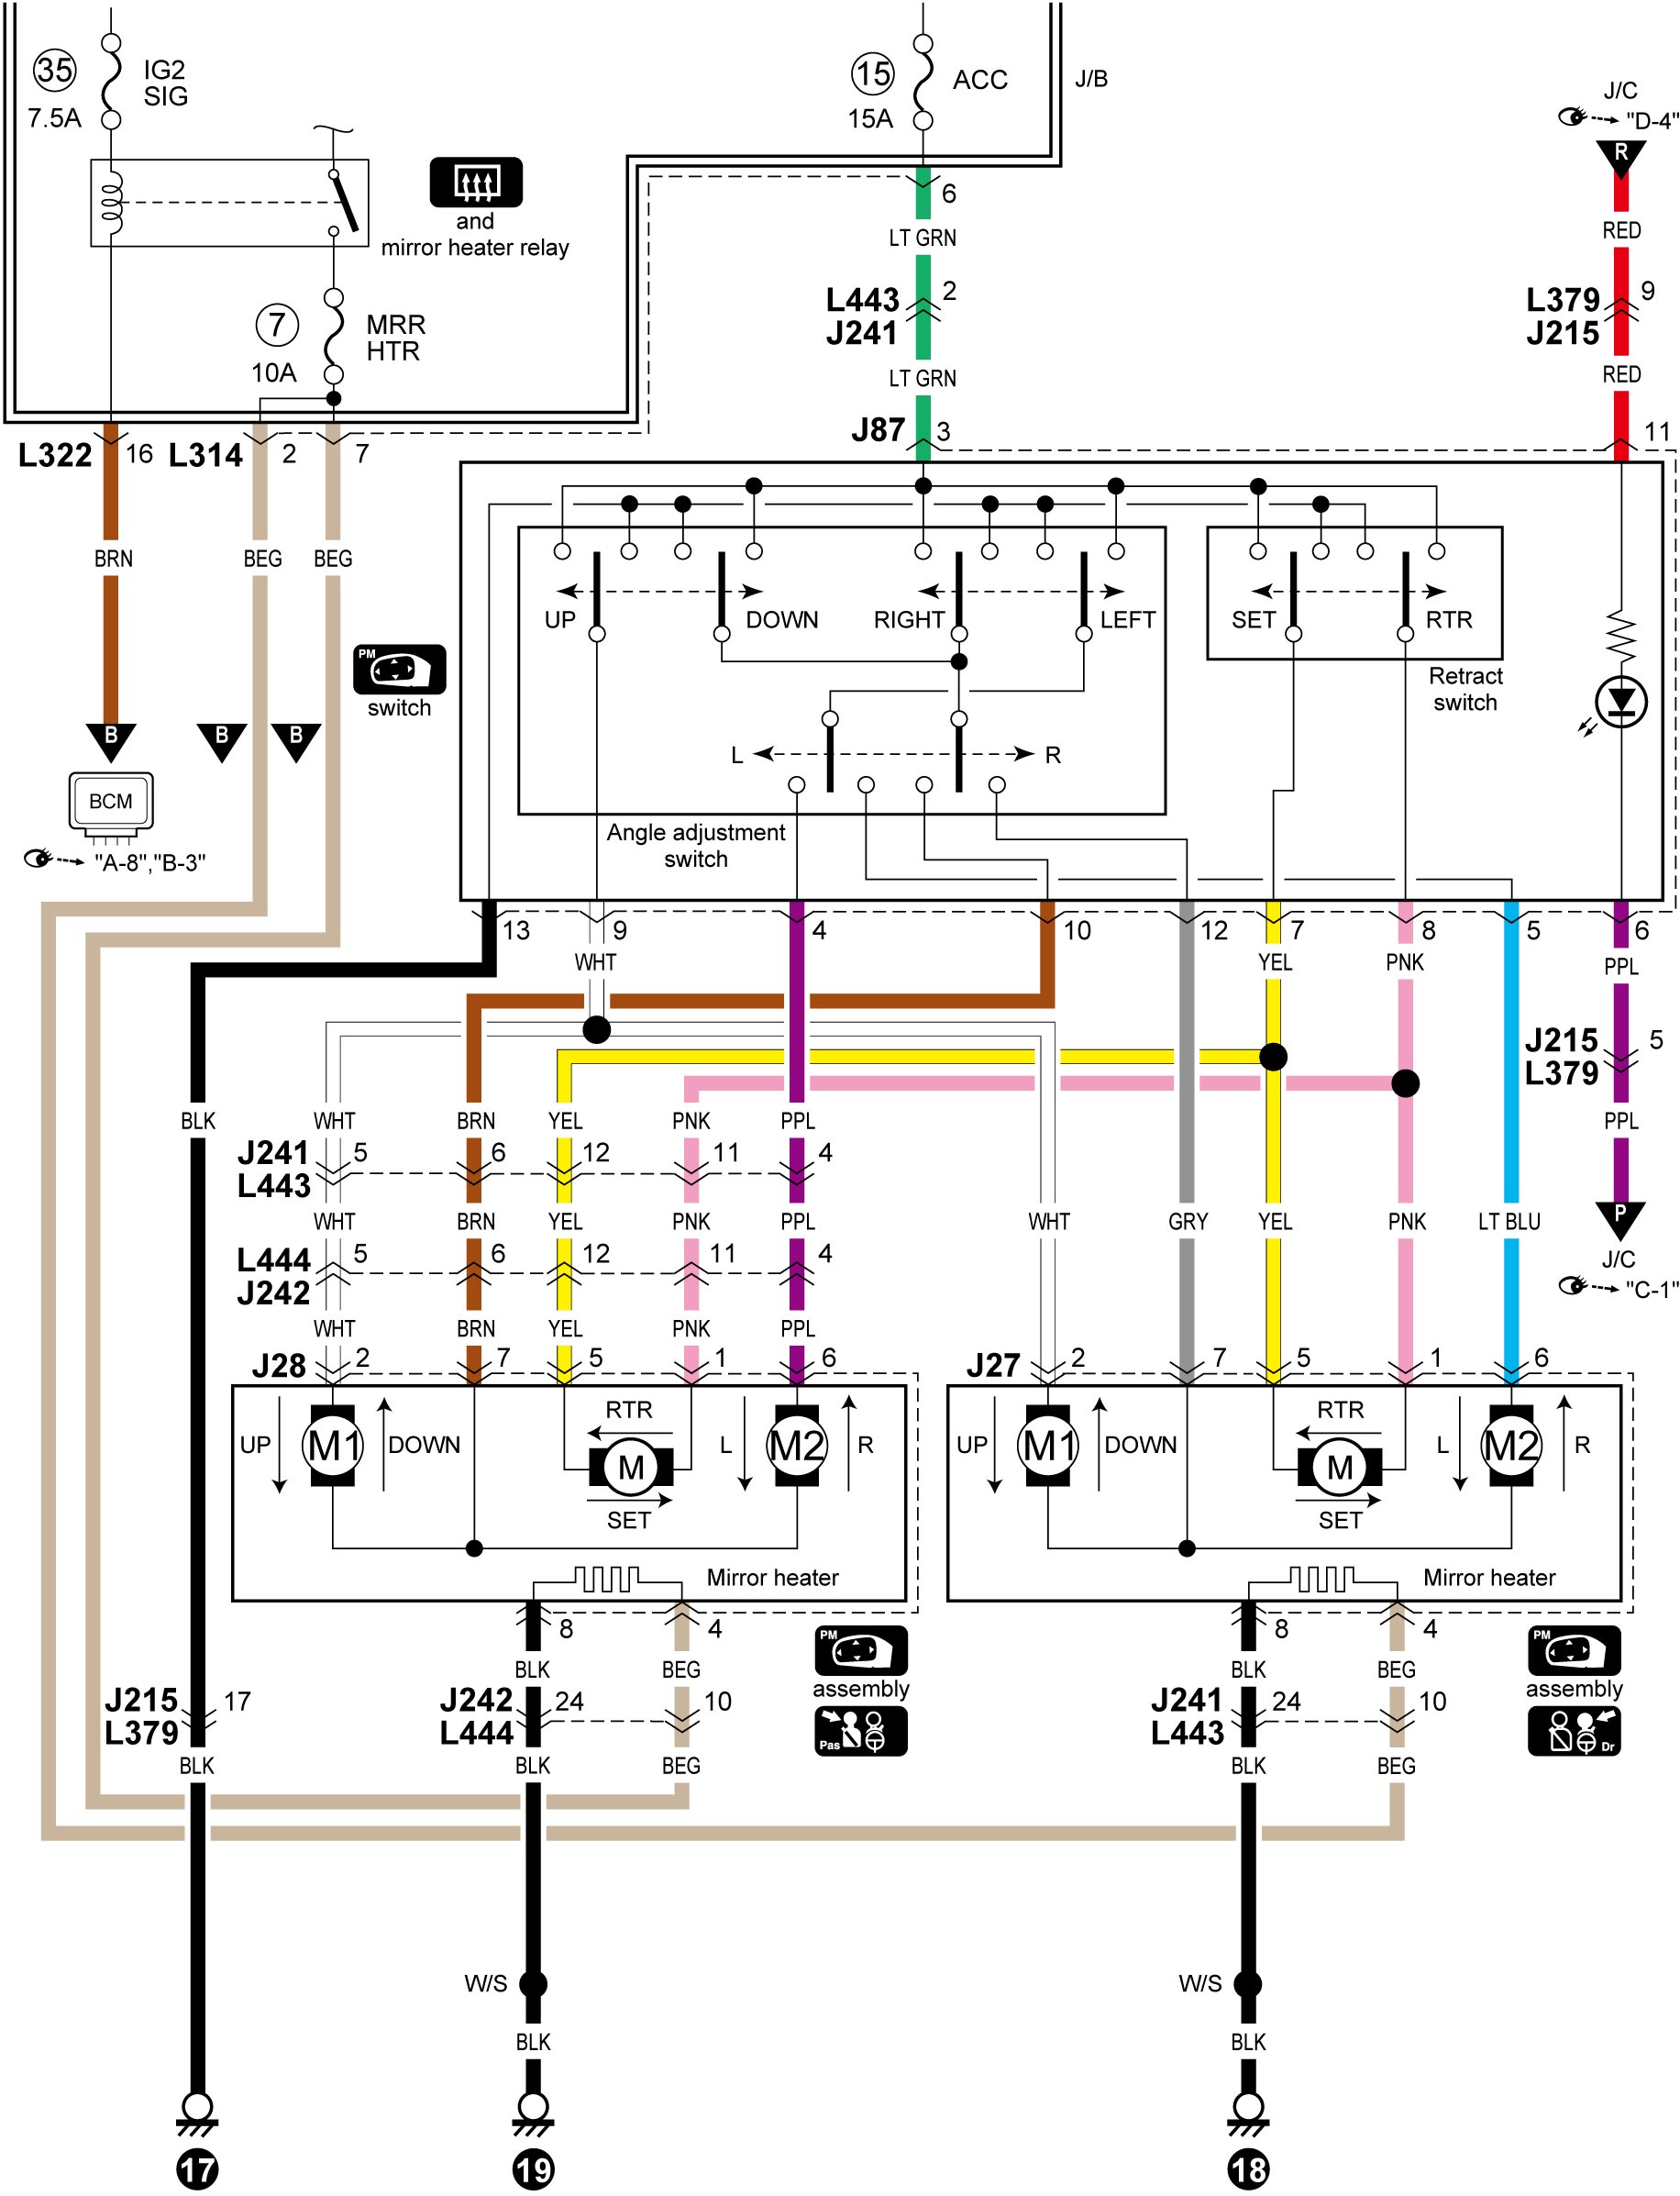 35
IG2
SIG
7.5A
15
ACC
15A
J/B
J/C
"D-4"
R
and
mirror heater relay
6
LT GRN
RED
7
MRR
HTR
10A
L443
J241
2
L379
J215
9
LT GRN
RED
L322
16
L314
2
7
J87
3
11
BRN
BEG
BEG
UP
DOWN
RIGHT
LEFT
SET
RTR
PM
switch
Retract
switch
B
B
B
L
R
BCM
"A-8","B-3"
Angle adjustment
switch
13
9
4
10
12
7
8
5
6
WHT
YEL
PNK
PPL
J215
L379
5
BLK
WHT
BRN
YEL
PNK
PPL
PPL
J241
L443
5
6
12
11
4
WHT
BRN
YEL
PNK
PPL
WHT
GRY
YEL
PNK
LT BLU
P
L444
J242
5
6
12
11
4
J/C
"C-1"
WHT
BRN
YEL
PNK
PPL
J28
2
7
5
1
6
J27
2
7
5
1
6
UP
M1
DOWN
RTR
M
SET
L
M2
R
UP
M1
DOWN
RTR
M
SET
L
M2
R
Mirror heater
Mirror heater
8
4
8
4
BLK
BEG
PM
assembly
Pas
BLK
BEG
PM
assembly
Dr
J215
L379
17
J242
L444
24
10
J241
L443
24
10
BLK
BLK
BEG
BLK
BEG
W/S
W/S
BLK
BLK
17
19
18